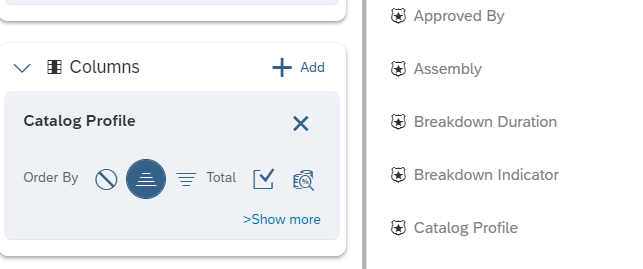 Columns
Add
Catalog Profile
Order By
Total
>Show more
Approved By
Assembly
Breakdown Duration
Breakdown Indicator
Catalog Profile